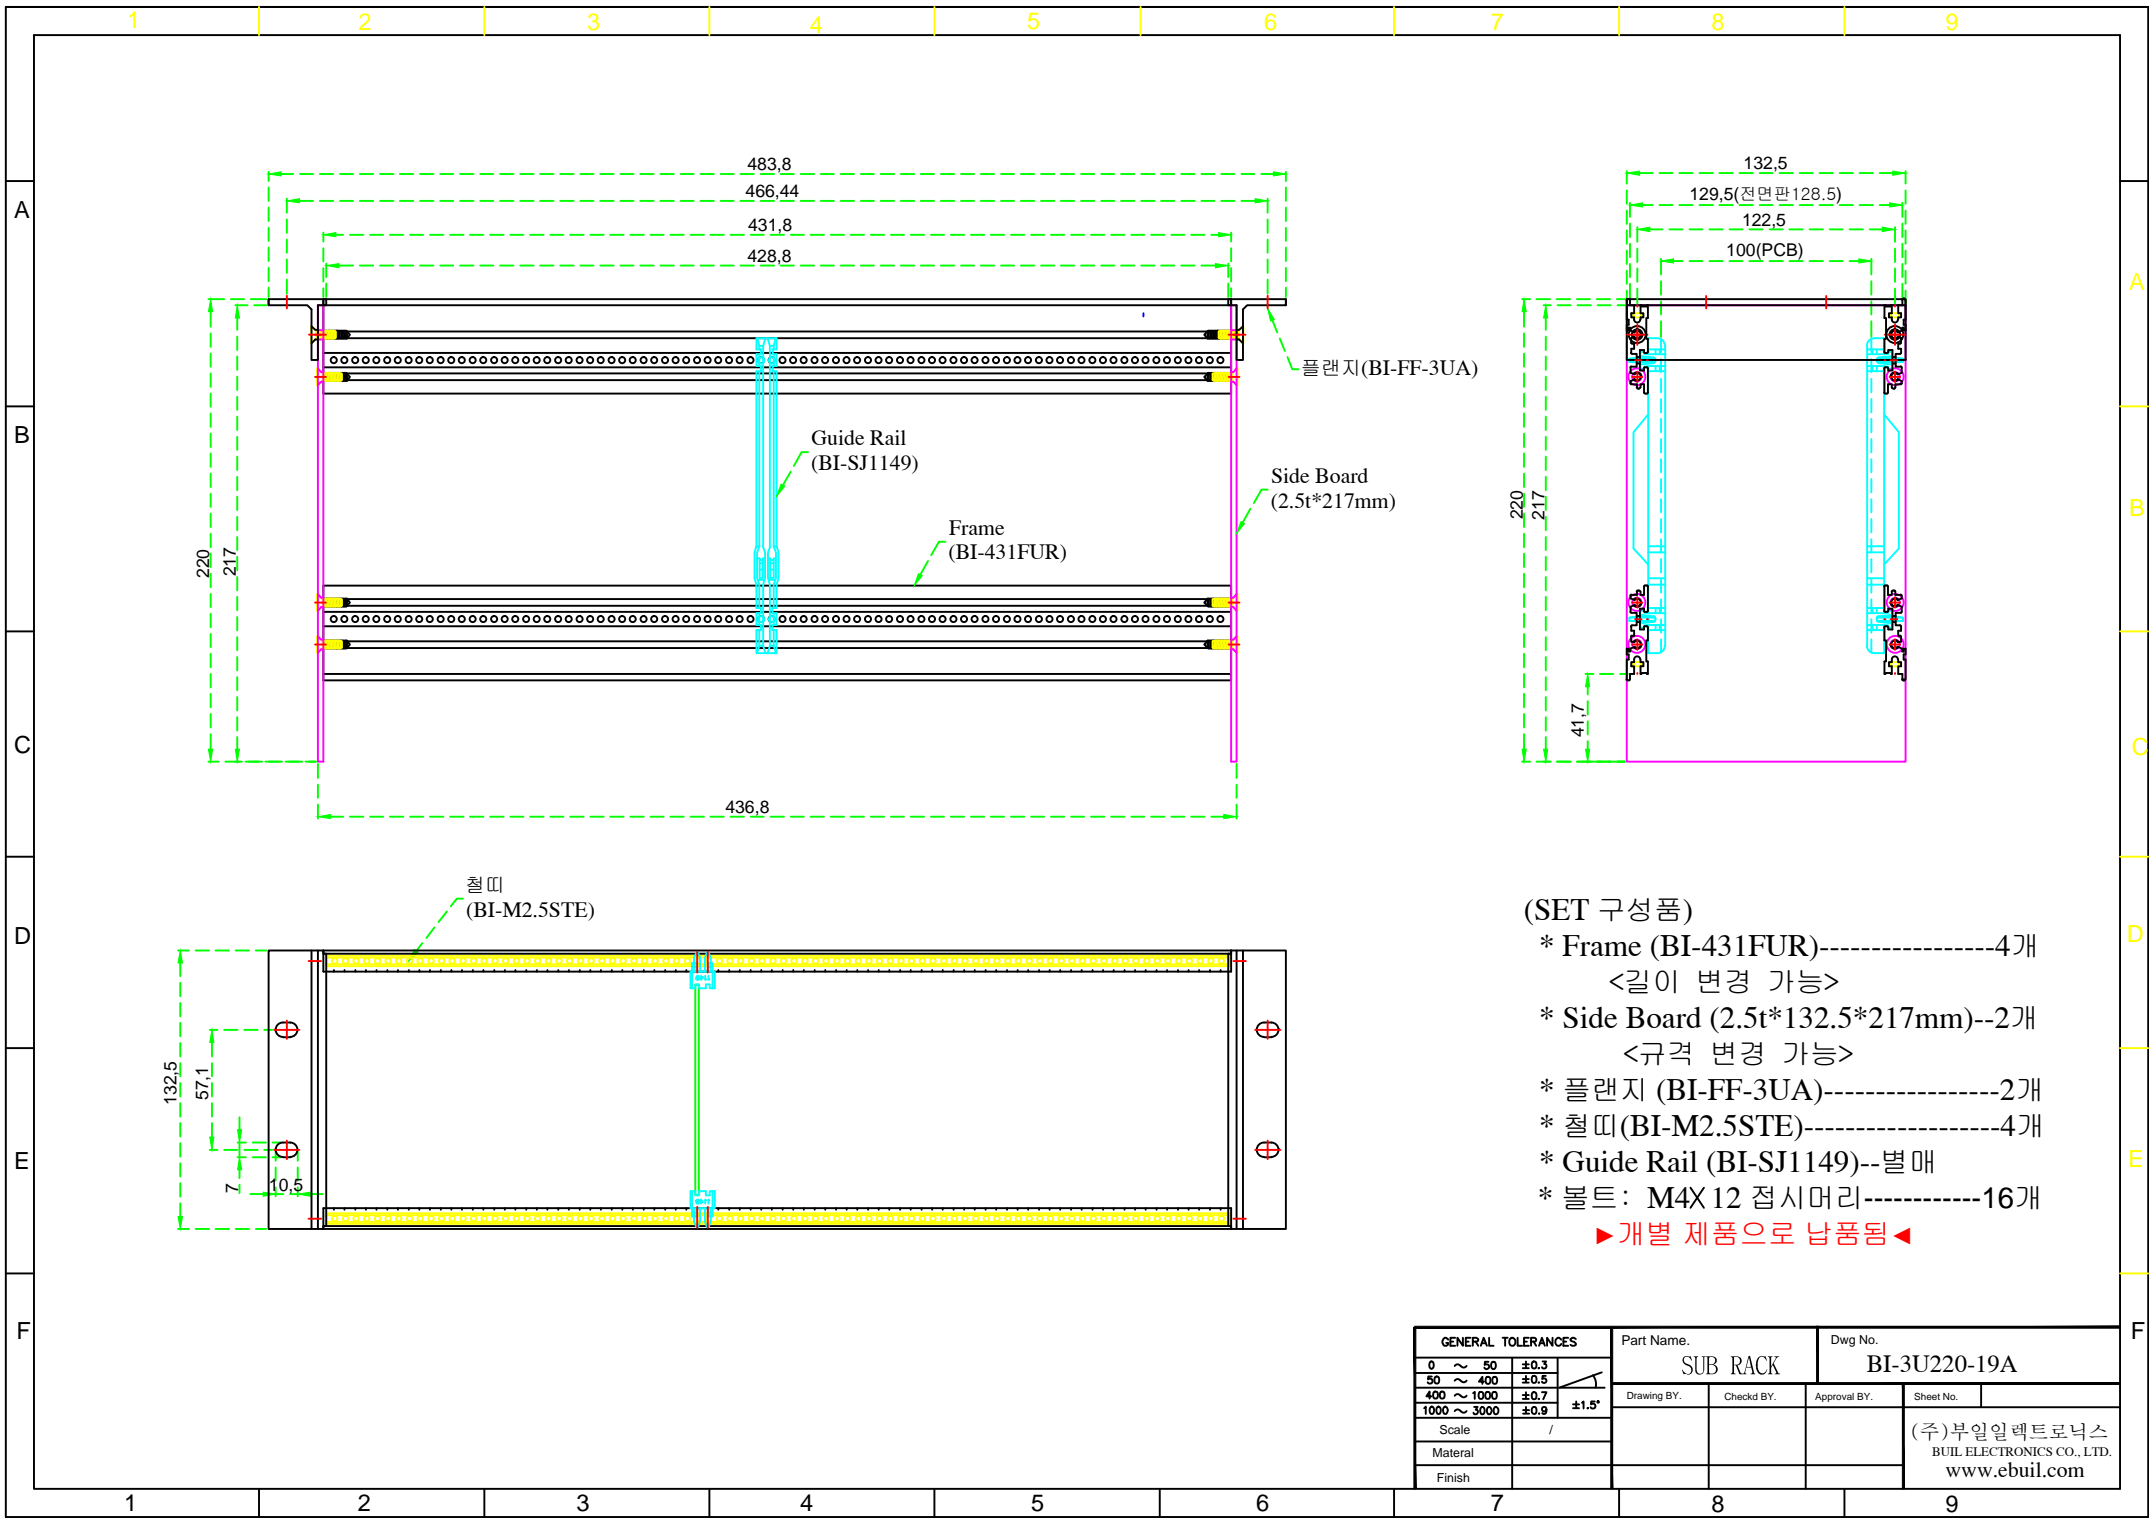 1 2 3 4 5 6 7 8 9
A
B
C
D
E
F
A
B
C
D
E
F
483,8
466,44
431,8
428,8
220
217
436,8
플랜지(BI-FF-3UA)
Guide Rail
(BI-SJ1149)
Side Board
(2.5t*217mm)
Frame
(BI-431FUR)
132,5
129,5(전면판128.5)
122,5
100(PCB)
220
217
41,7
철띠
(BI-M2.5STE)
132,5
57,1
7
10,5
(SET 구성품)
* Frame (BI-431FUR)----------------4개
<길이 변경 가능>
* Side Board (2.5t*132.5*217mm)--2개
<규격 변경 가능>
* 플랜지 (BI-FF-3UA)----------------2개
* 철띠(BI-M2.5STE)------------------4개
* Guide Rail (BI-SJ1149)--별매
* 볼트: M4X12 접시머리------------16개
▶개별 제품으로 납품됨◀
GENERAL TOLERANCES
0 ~ 50 ±0.3
50 ~ 400 ±0.5
400 ~ 1000 ±0.7
1000 ~ 3000 ±0.9
±1.5°
Scale /
Materal
Finish
Part Name.
SUB RACK
Dwg No.
BI-3U220-19A
Drawing BY. Checkd BY. Approval BY. Sheet No.
(주)부일일렉트로닉스
BUIL ELECTRONICS CO., LTD.
www.ebuil.com
1 2 3 4 5 6 7 8 9